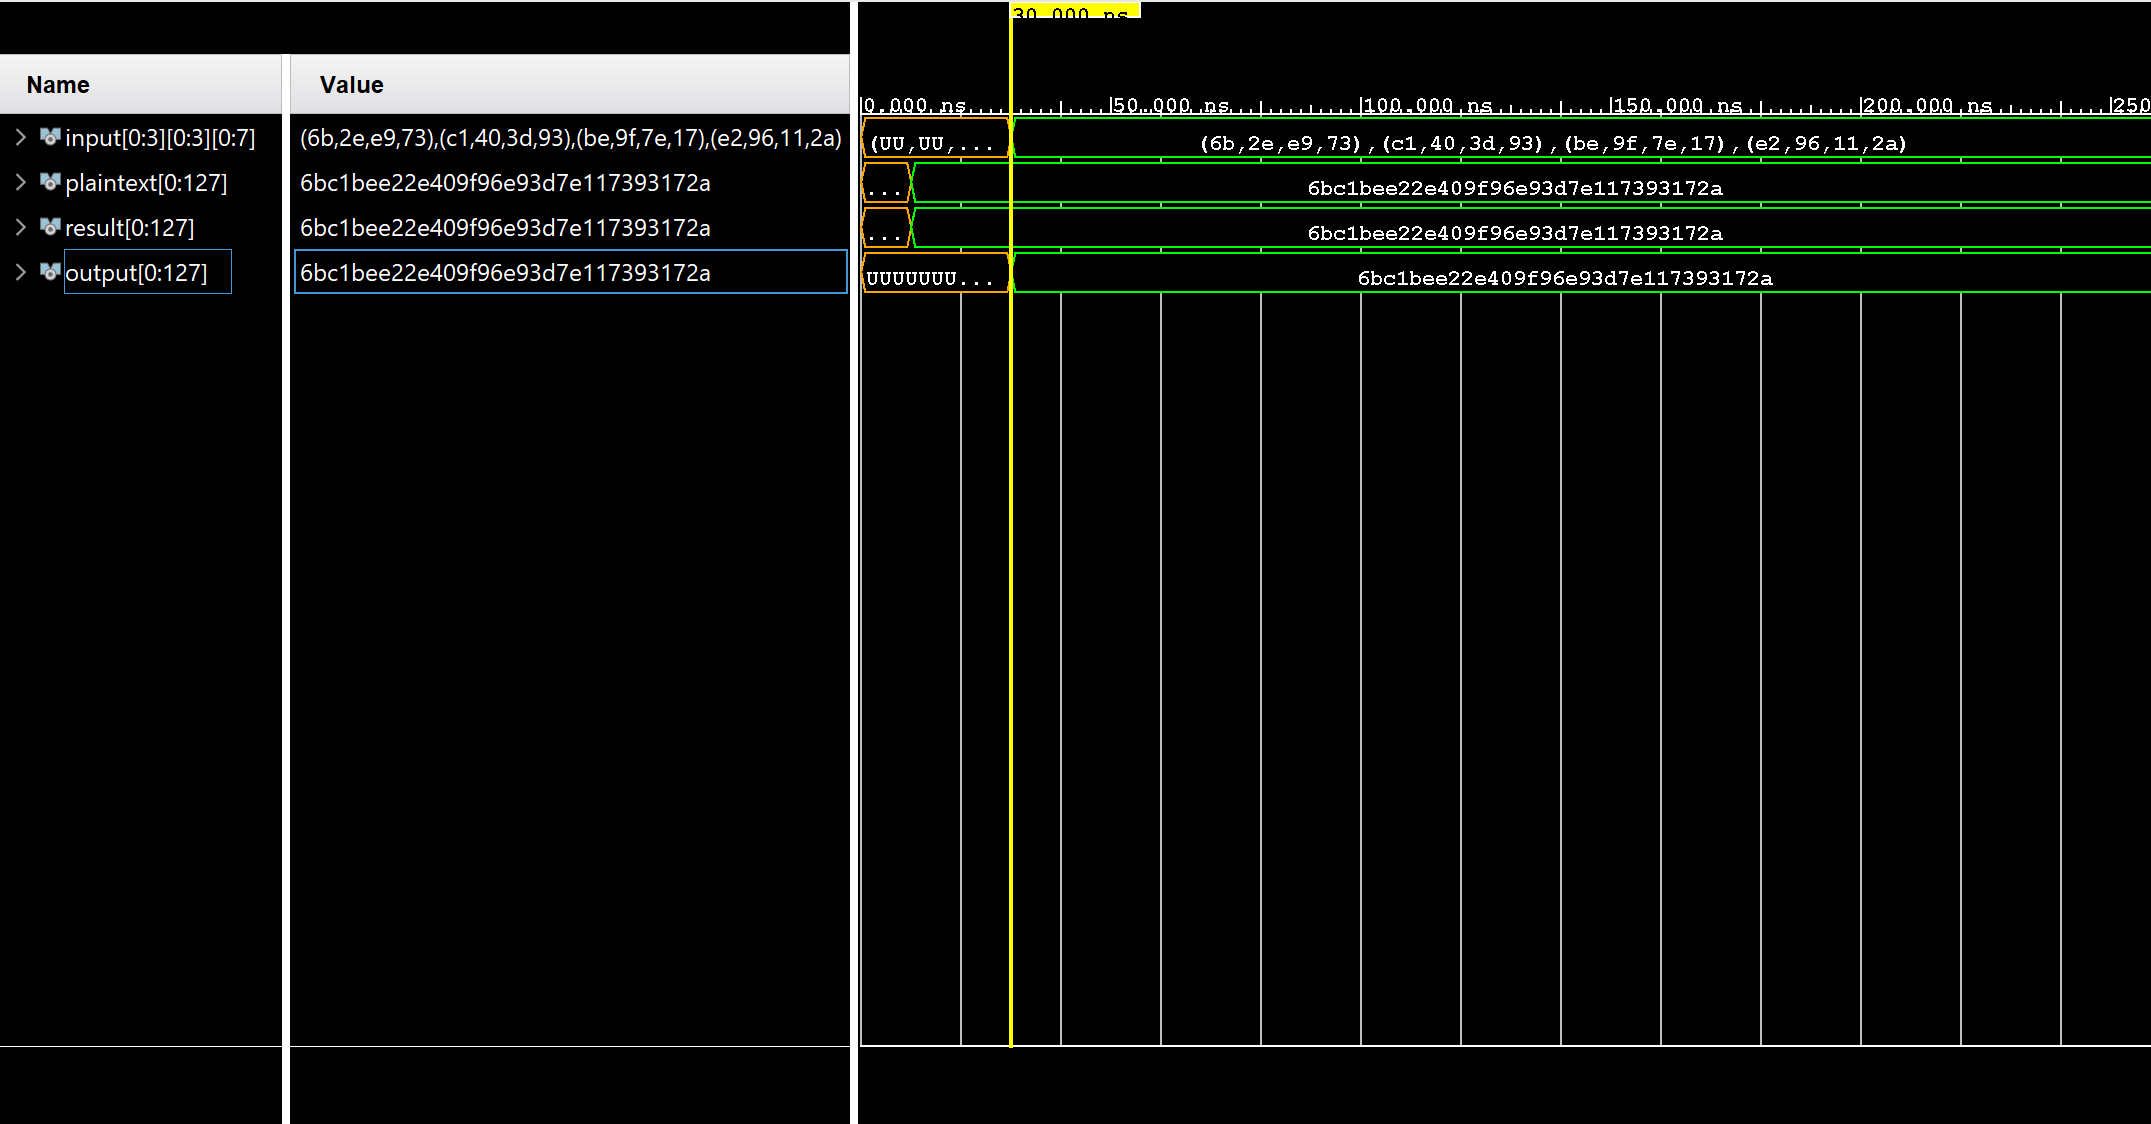 30.000 ns
Name Value
0.000 ns 50.000 ns 100.000 ns 150.000 ns 200.000 ns 250
input[0:3][0:3][0:7] (6b,2e,e9,73),(c1,40,3d,93),(be,9f,7e,17),(e2,96,11,2a) (UU,UU,... (6b,2e,e9,73),(c1,40,3d,93),(be,9f,7e,17),(e2,96,11,2a)
plaintext[0:127] 6bc1bee22e409f96e93d7e117393172a ... 6bc1bee22e409f96e93d7e117393172a
result[0:127] 6bc1bee22e409f96e93d7e117393172a ... 6bc1bee22e409f96e93d7e117393172a
output[0:127] 6bc1bee22e409f96e93d7e117393172a UUUUUUU... 6bc1bee22e409f96e93d7e117393172a